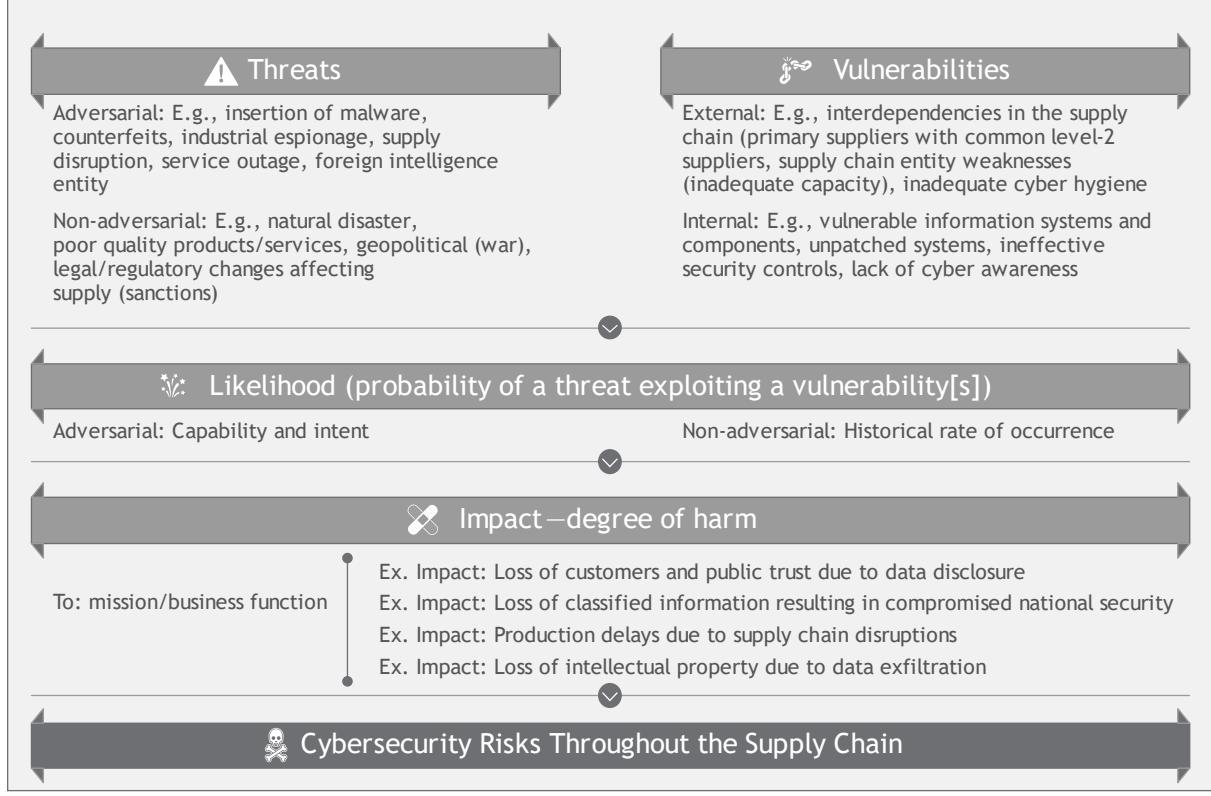 Threats
Adversarial: E.g., insertion of malware,
counterfeits, industrial espionage, supply
disruption, service outage, foreign intelligence
entity
Non-adversarial: E.g., natural disaster,
poor quality products/services, geopolitical (war),
legal/regulatory changes affecting
supply (sanctions)
Vulnerabilities
External: E.g., interdependencies in the supply
chain (primary suppliers with common level-2
suppliers, supply chain entity weaknesses
(inadequate capacity), inadequate cyber hygiene
Internal: E.g., vulnerable information systems and
components, unpatched systems, ineffective
security controls, lack of cyber awareness
Likelihood (probability of a threat exploiting a vulnerability[s])
Adversarial: Capability and intent
Non-adversarial: Historical rate of occurrence
Impact—degree of harm
To: mission/business function
Ex. Impact: Loss of customers and public trust due to data disclosure
Ex. Impact: Loss of classified information resulting in compromised national security
Ex. Impact: Production delays due to supply chain disruptions
Ex. Impact: Loss of intellectual property due to data exfiltration
Cybersecurity Risks Throughout the Supply Chain